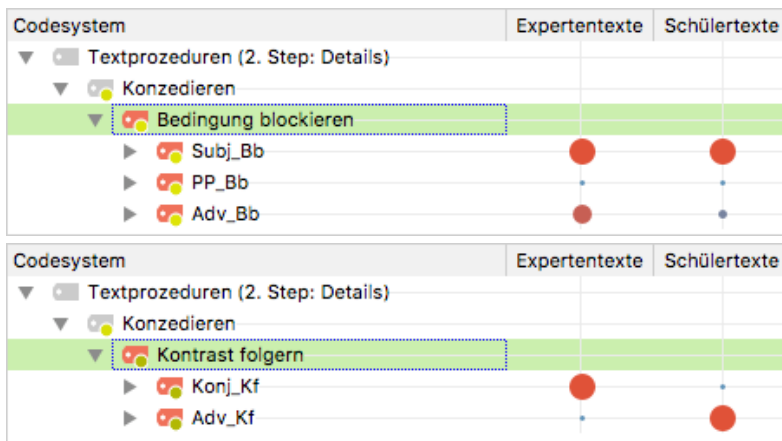 Codesystem Expertentexte Schülertexte
Textprozeduren (2. Step: Details)
Konzedieren
Bedingung blockieren
Subj_Bb
PP_Bb
Adv_Bb
Codesystem Expertentexte Schülertexte
Textprozeduren (2. Step: Details)
Konzedieren
Kontrast folgern
Konj_Kf
Adv_Kf